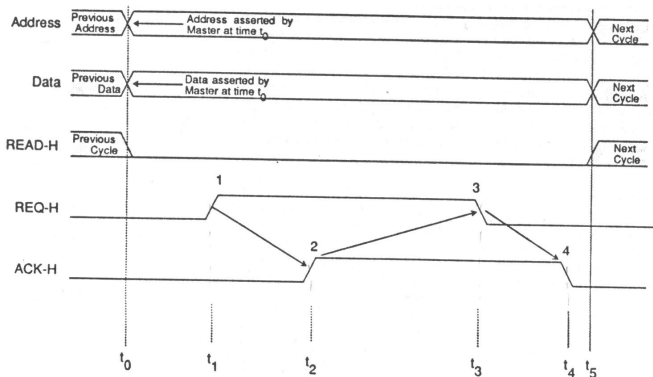 Address
Previous
Address
Address asserted by
Master at time t0
Next
Cycle
Data
Previous
Data
Data asserted by
Master at time t0
Next
Cycle
READ-H
Previous
Cycle
Next
Cycle
REQ-H
1
3
ACK-H
2
4
t0
t1
t2
t3
t4
t5